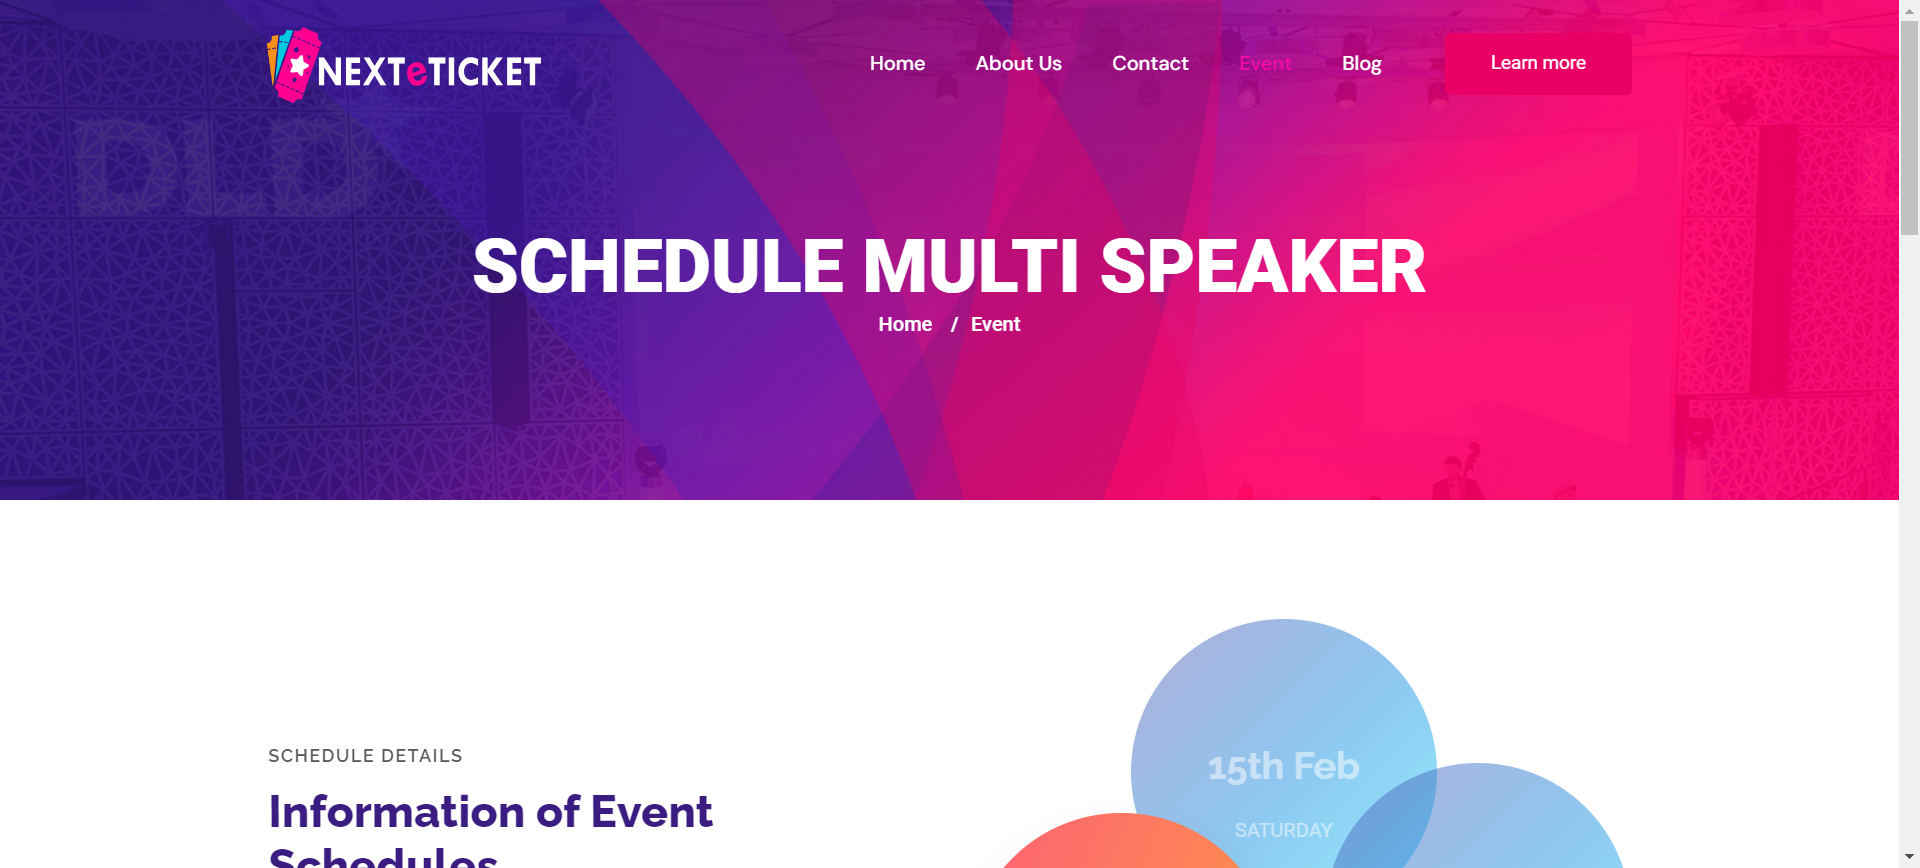 NEXTeTICKET
Home
About Us
Contact
Event
Blog
Learn more
DLD
SCHEDULE MULTI SPEAKER
Home / Event
SCHEDULE DETAILS
Information of Event
Schedules
15th Feb
SATURDAY